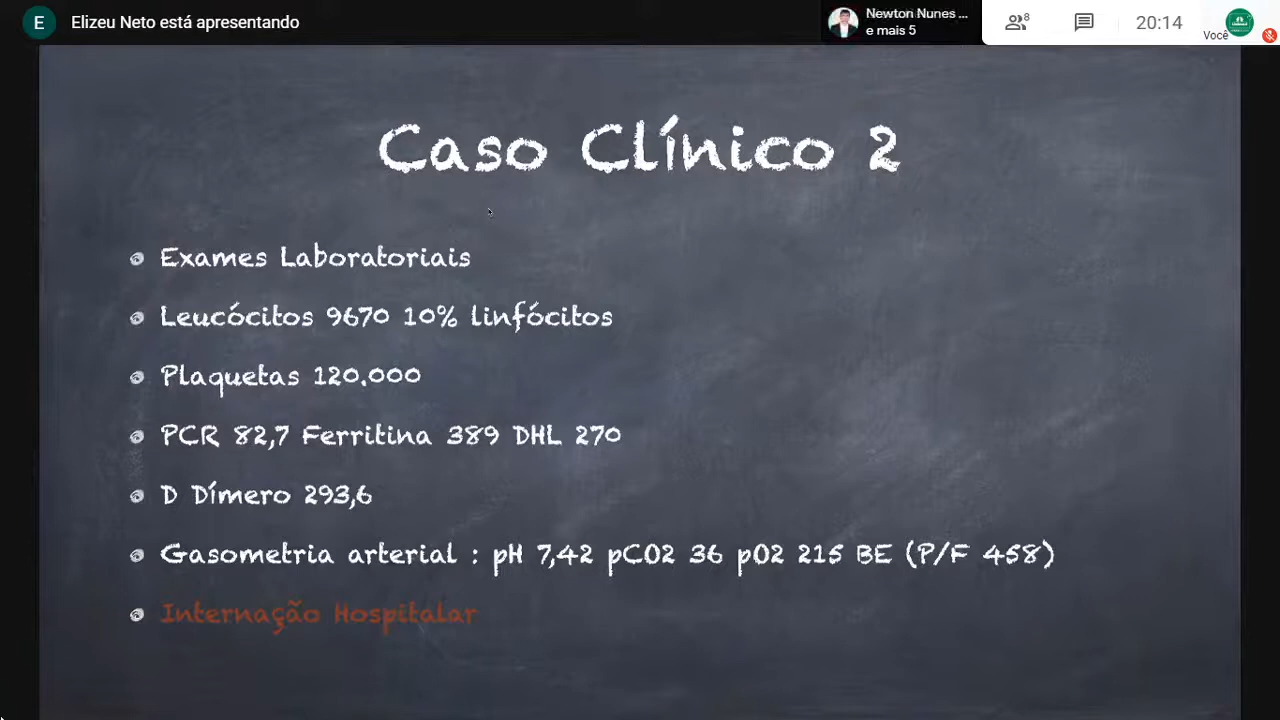 E Elizeu Neto está apresentando
Newton Nunes ...
e mais 5
8
20:14
Você
Caso Clínico 2
Exames Laboratoriais
Leucócitos 9670 10% linfócitos
Plaquetas 120.000
PCR 82,7 Ferritina 389 DHL 270
D Dímero 293,6
Gasometria arterial : pH 7,42 pCO2 36 pO2 215 BE (P/F 458)
Internação Hospitalar